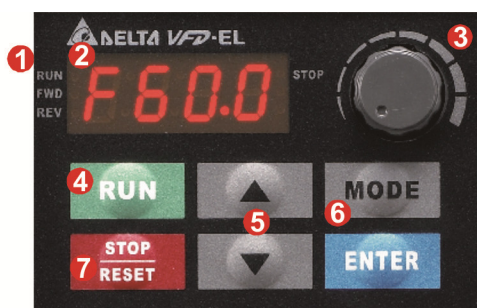 DELTA VFD-EL
1
2
3
RUN
FWD
REV
F60.0
STOP
4
RUN
5
6
MODE
7
STOP
RESET
ENTER